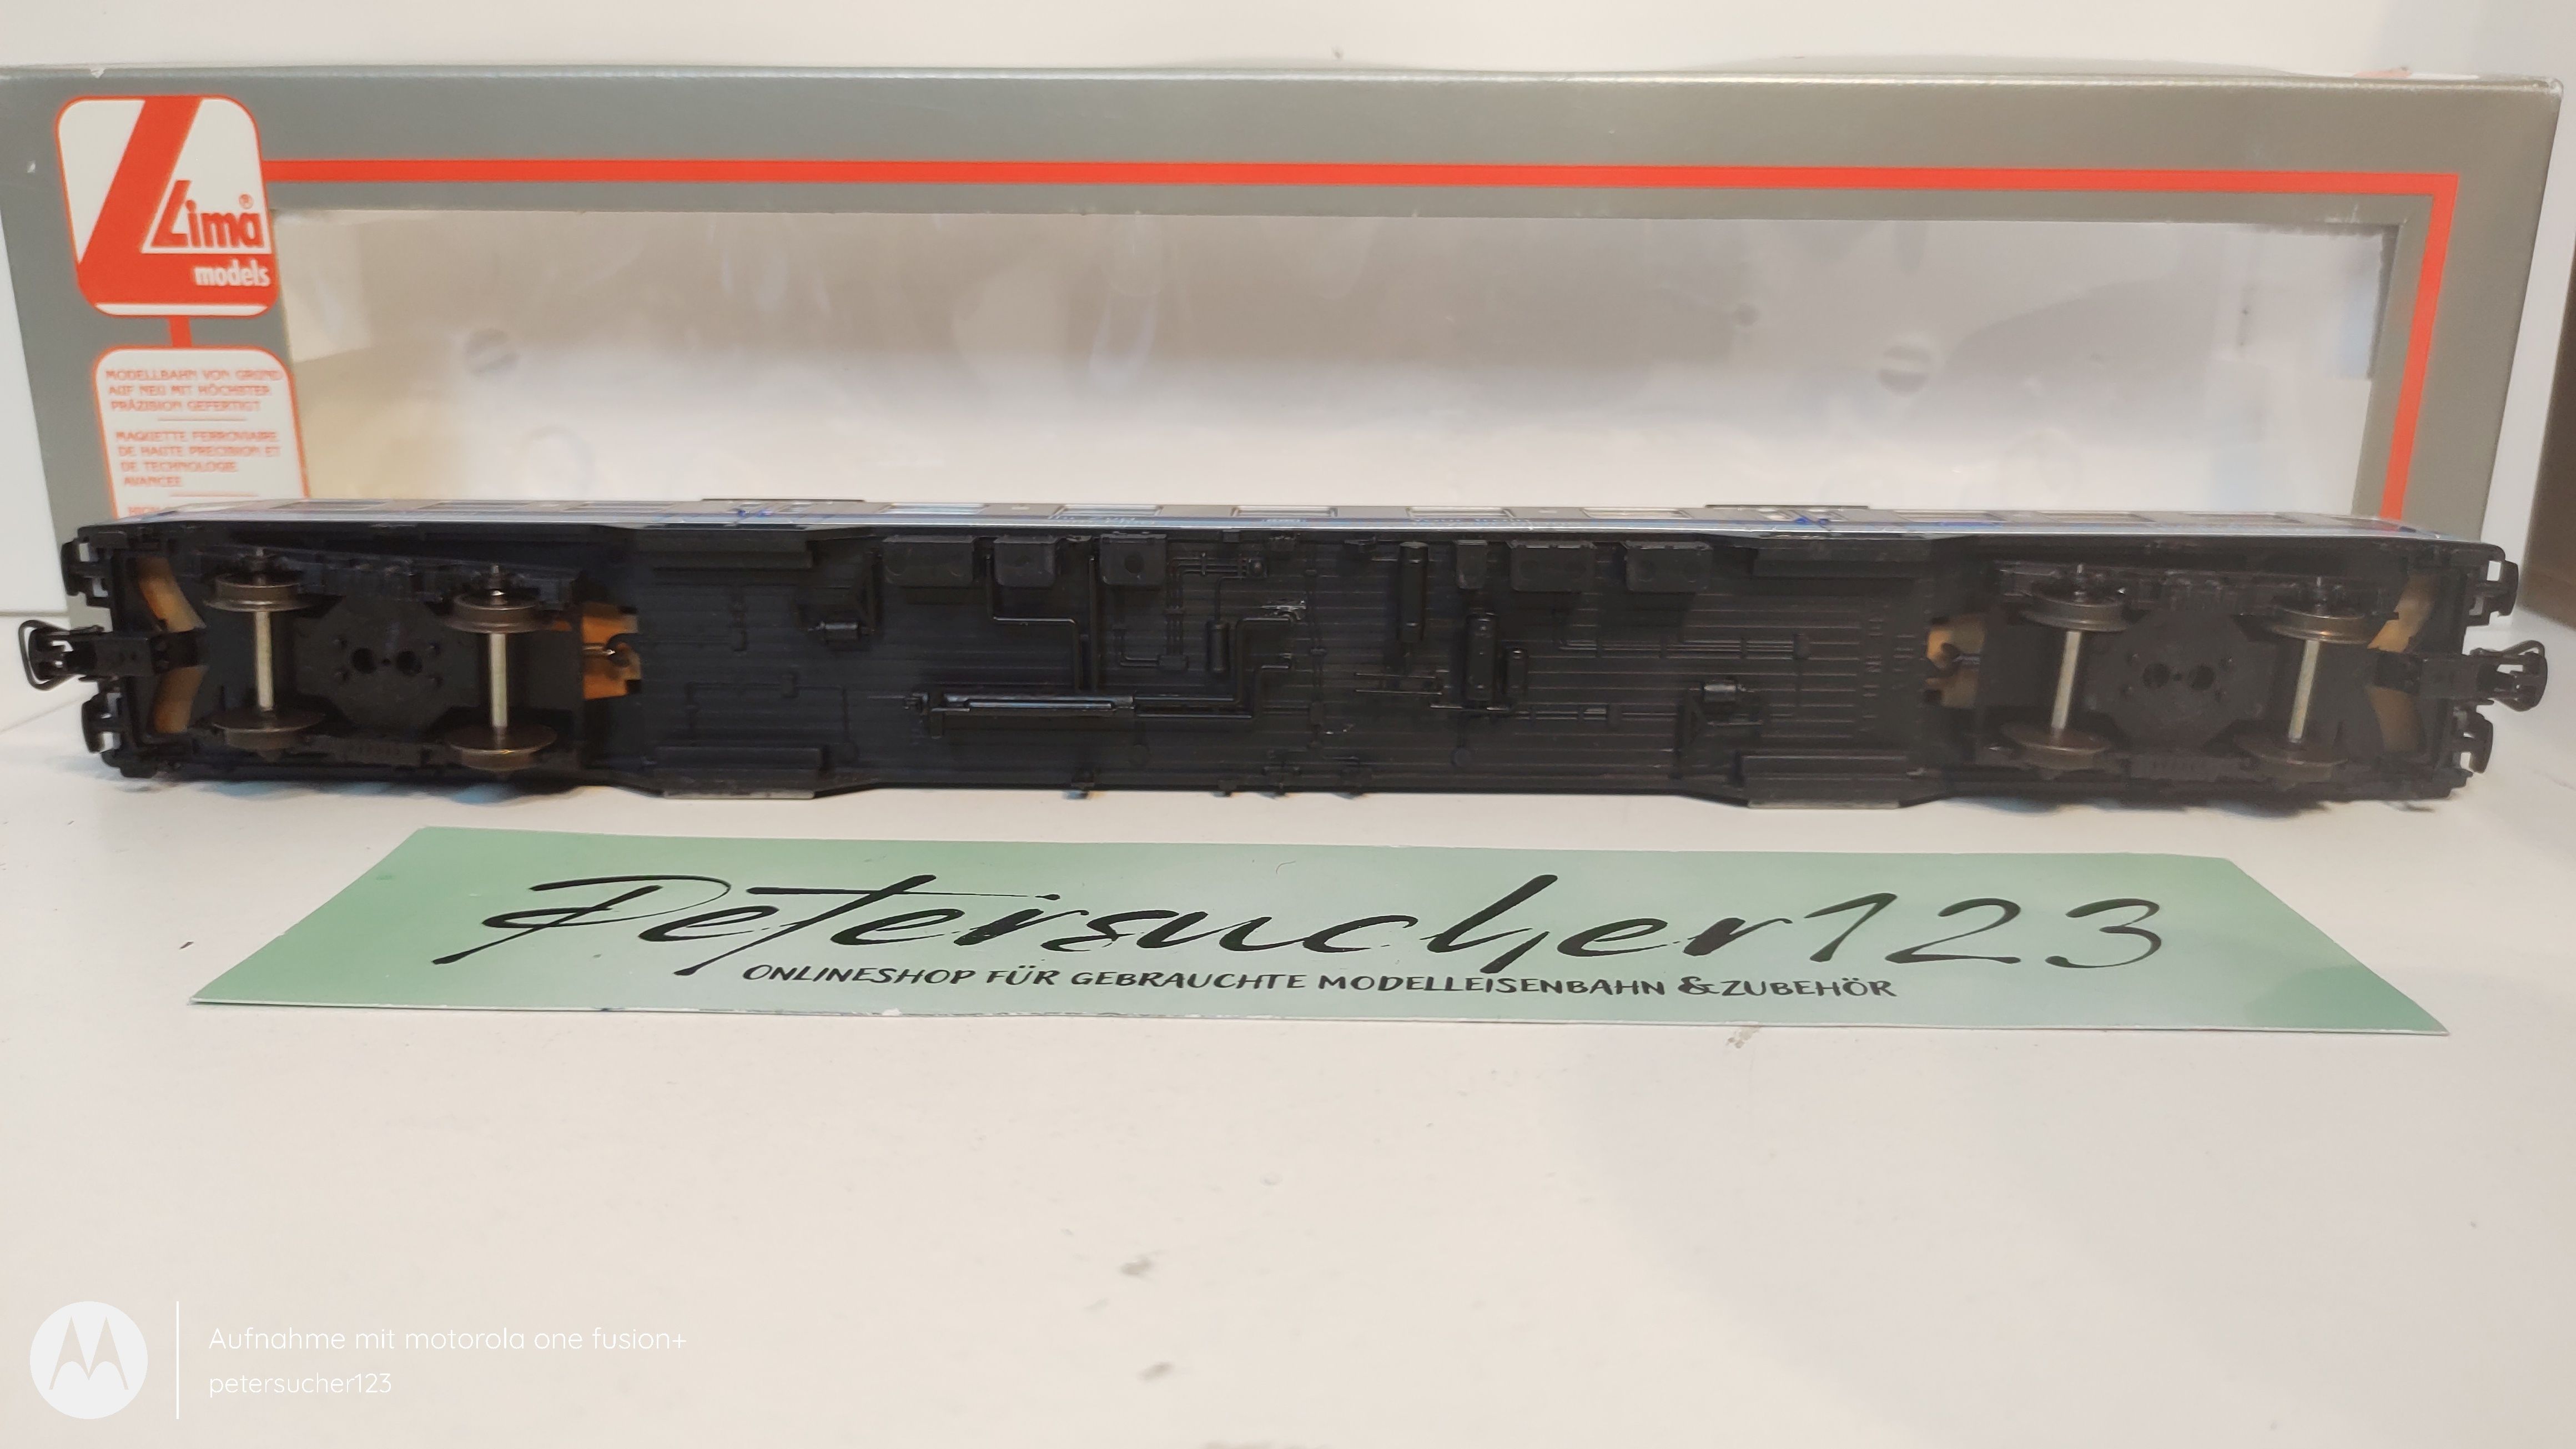 Lima®
models
MODELLBAHN VON GRUND
AUF NEU MIT HÖCHSTER
PRÄZISION GEFERTIGT
MAQUETTE FERROVIAIRE
DE HAUTE PRECISION ET
DE TECHNOLOGIE
AVANCEE
Petersucher123
ONLINESHOP FÜR GEBRAUCHTE MODELLEISENBAHN &ZUBEHÖR
Aufnahme mit motorola one fusion+
petersucher123